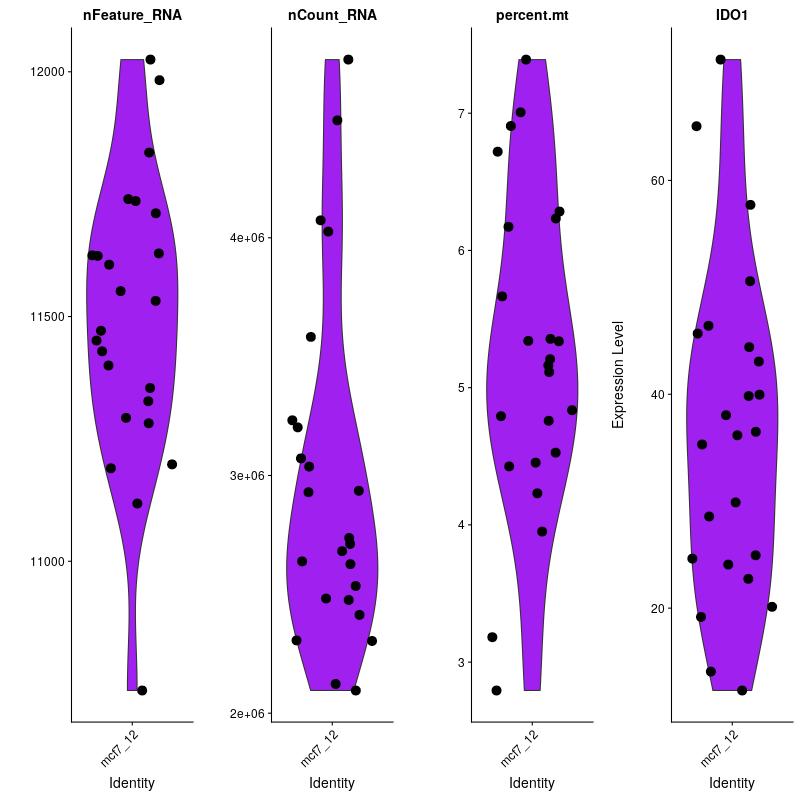 nFeature_RNA
12000
11500
11000
mcf7_12
Identity
nCount_RNA
4e+06
3e+06
2e+06
mcf7_12
Identity
percent.mt
7
6
5
4
3
mcf7_12
Identity
IDO1
Expression Level
60
40
20
mcf7_12
Identity